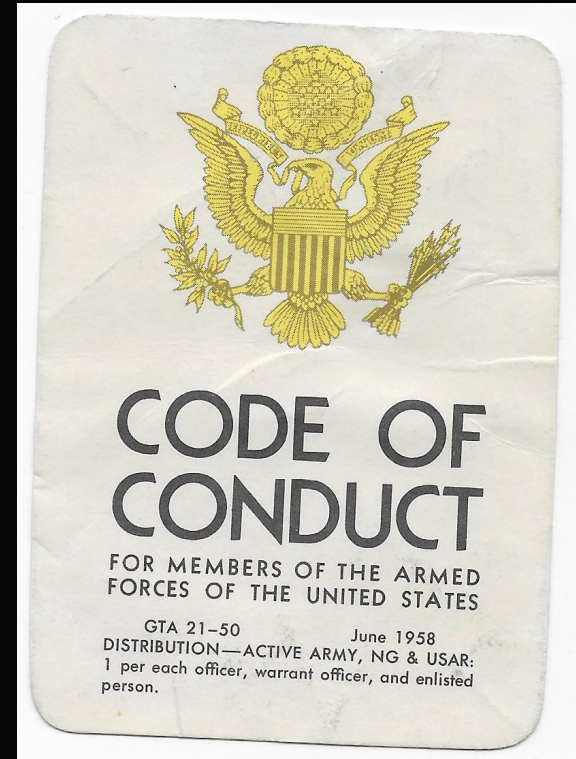 CODE OF
CONDUCT
FOR MEMBERS OF THE ARMED
FORCES OF THE UNITED STATES
GTA 21–50 June 1958
DISTRIBUTION—ACTIVE ARMY, NG & USAR:
1 per each officer, warrant officer, and enlisted
person.